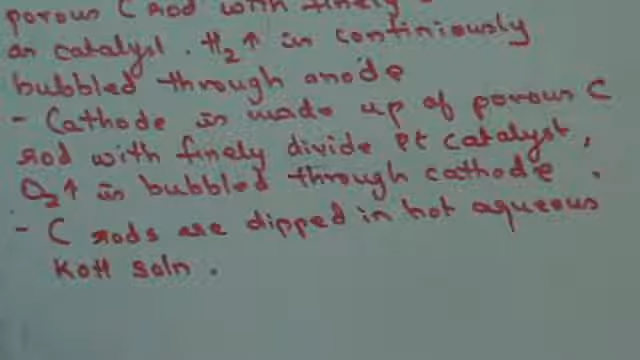 porous C rod with finely
an catalyst. H₂↑ is continiously
bubbled through anode
- Cathode is made up of porous C
rod with finely divide Pt catalyst,
O₂↑ is bubbled through cathode.
- C rods are dipped in hot aqueous
KOH soln.